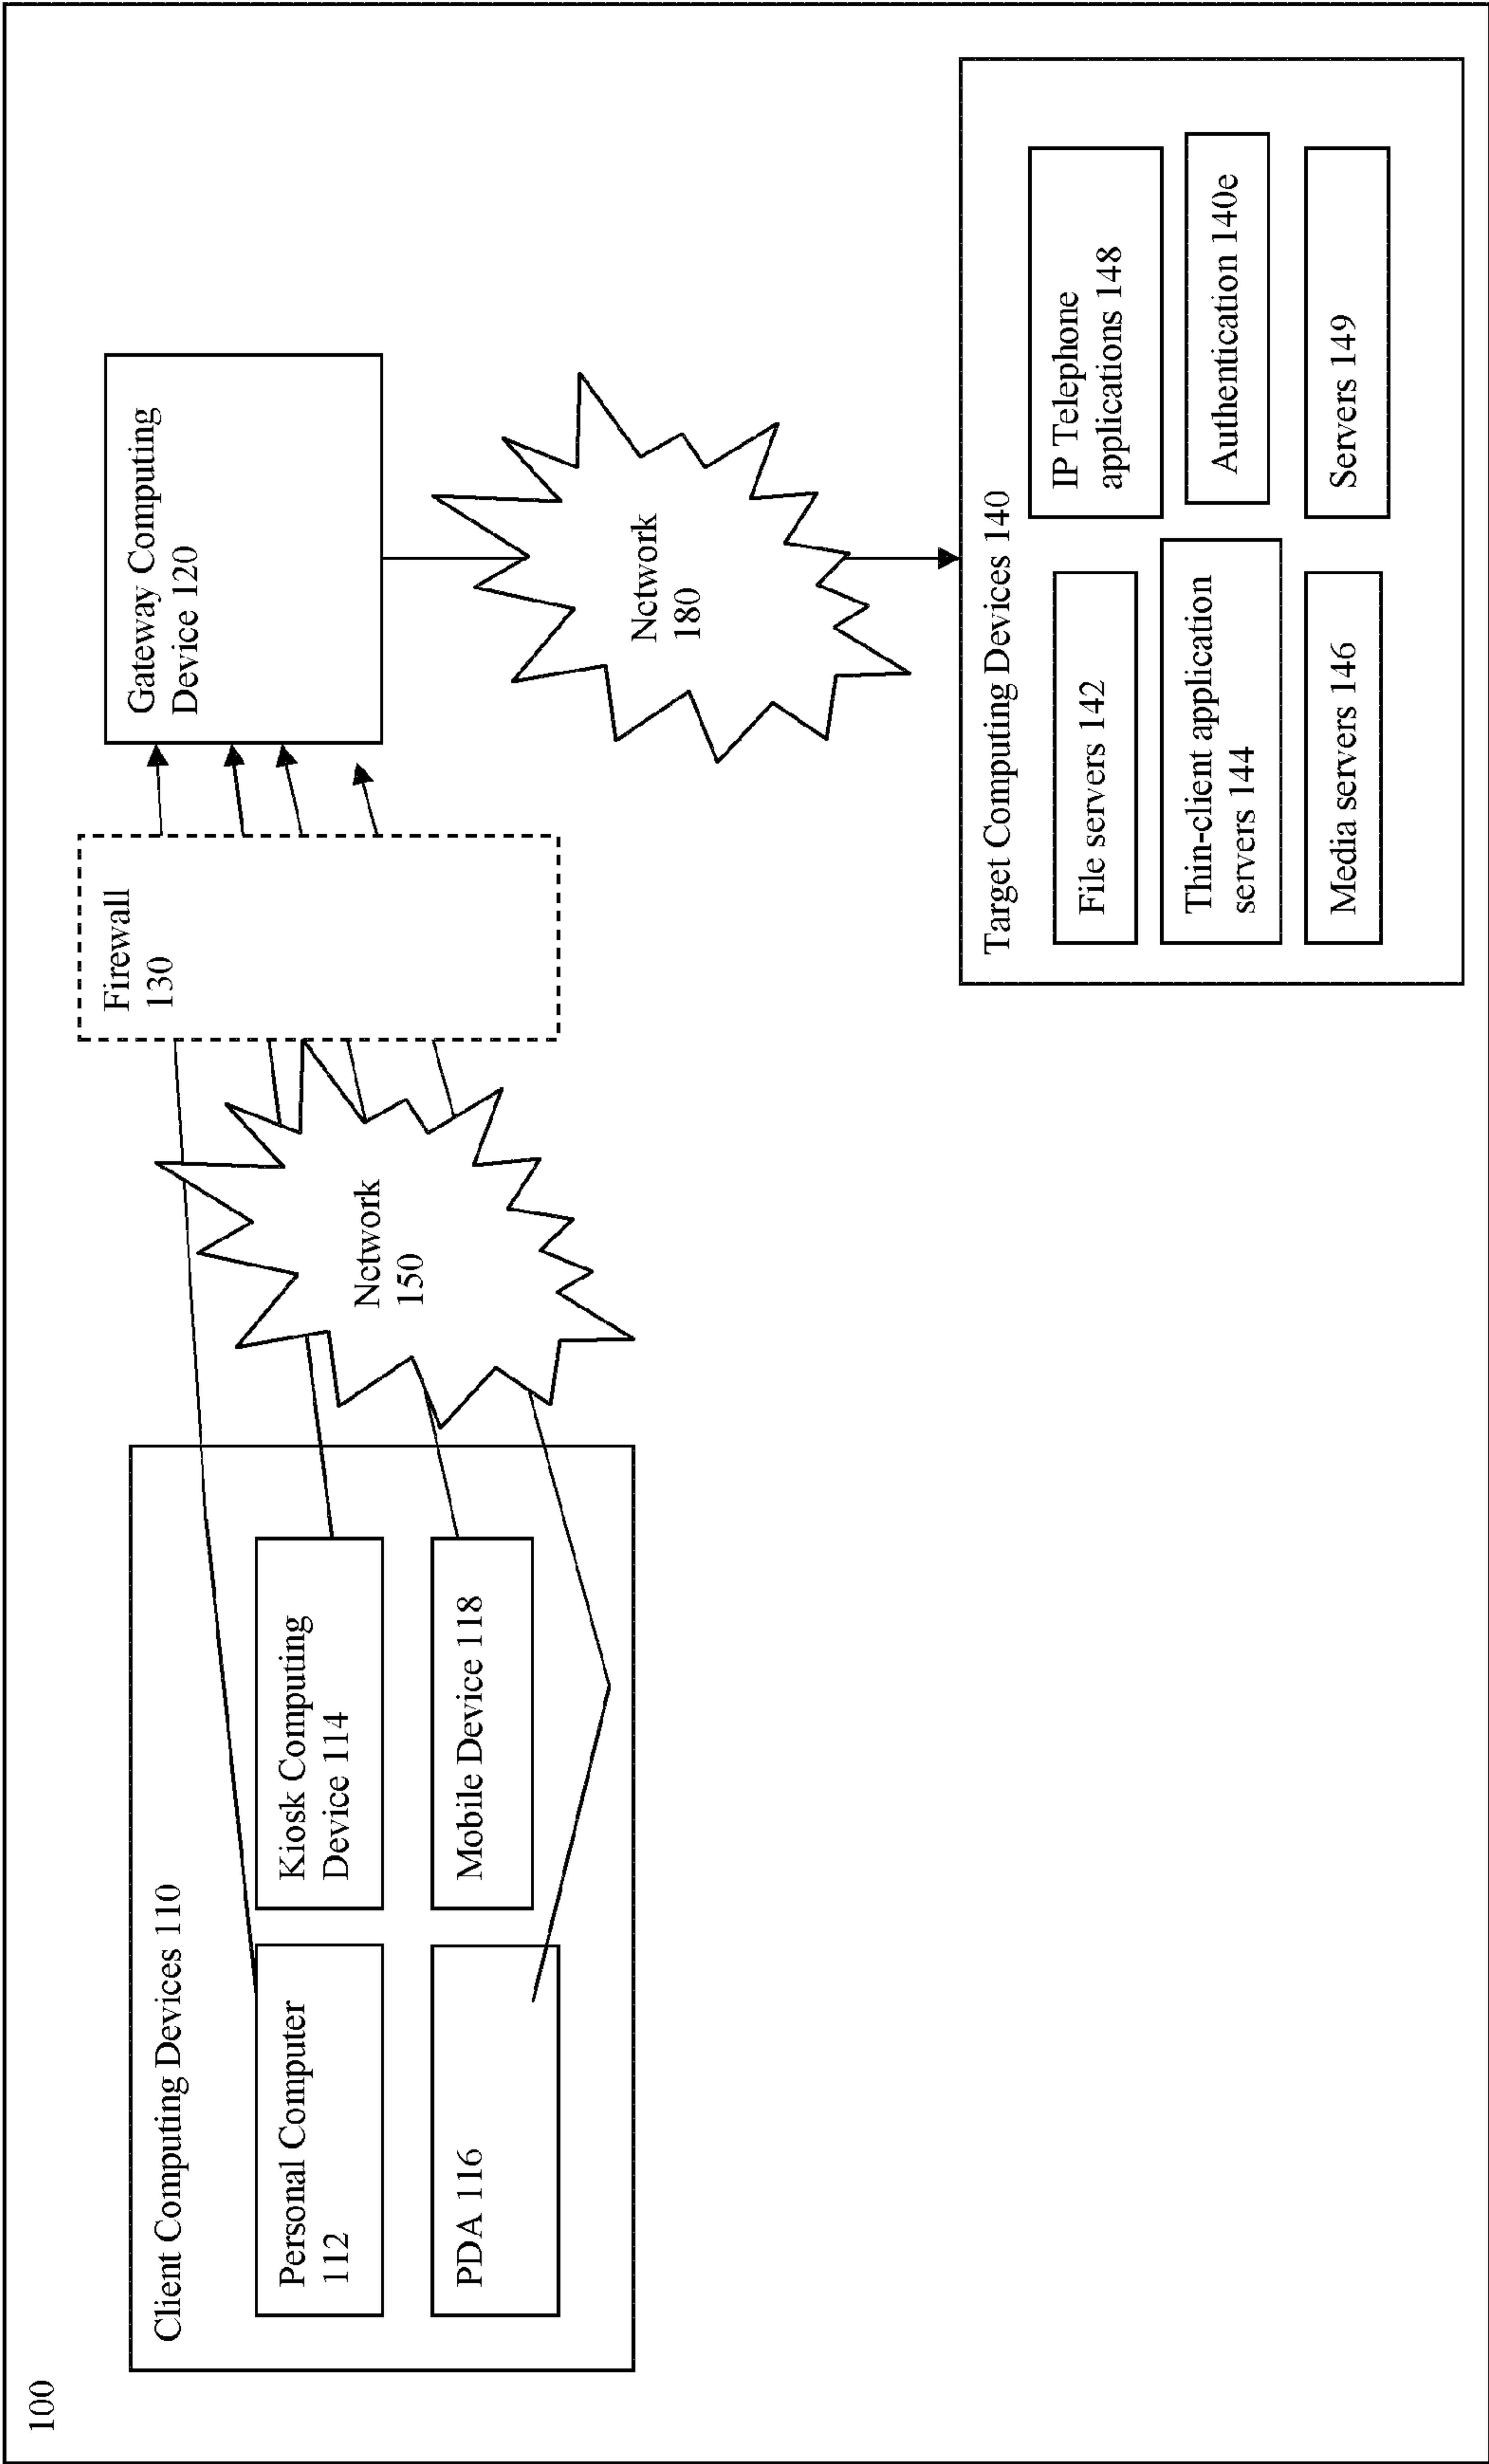 100
Client Computing Devices 110
Personal Computer
112
Kiosk Computing
Device 114
PDA 116
Mobile Device 118
Network
150
Firewall
130
Gateway Computing
Device 120
Network
180
Target Computing Devices 140
File servers 142
IP Telephone
applications 148
Thin-client application
servers 144
Authentication 140e
Media servers 146
Servers 149